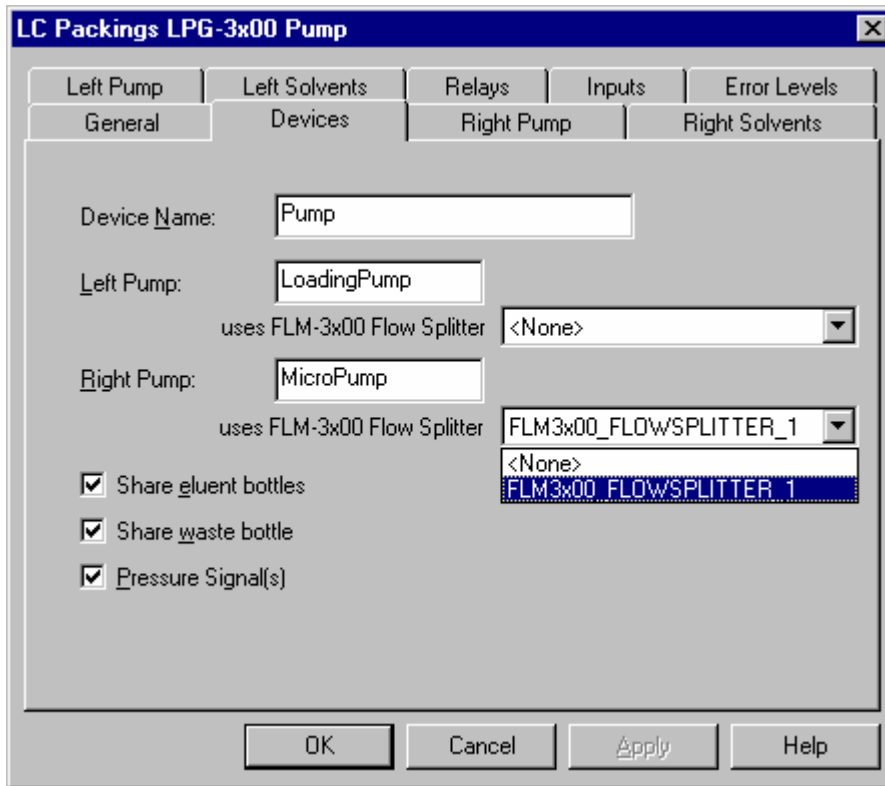 LC Packings LPG-3x00 Pump
Left Pump Left Solvents Relays Inputs Error Levels
General Devices Right Pump Right Solvents
Device Name: Pump
Left Pump: LoadingPump
uses FLM-3x00 Flow Splitter <None>
Right Pump: MicroPump
uses FLM-3x00 Flow Splitter FLM3x00_FLOWSPLITTER_1
<None>
FLM3x00_FLOWSPLITTER_1
Share eluent bottles
Share waste bottle
Pressure Signal(s)
OK Cancel Apply Help